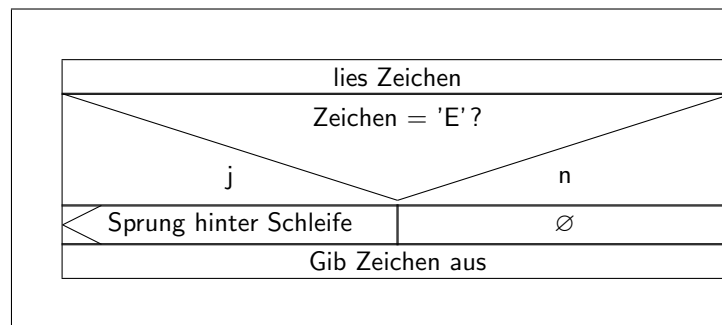 lies Zeichen
Zeichen = 'E'?
j n
Sprung hinter Schleife ∅
Gib Zeichen aus